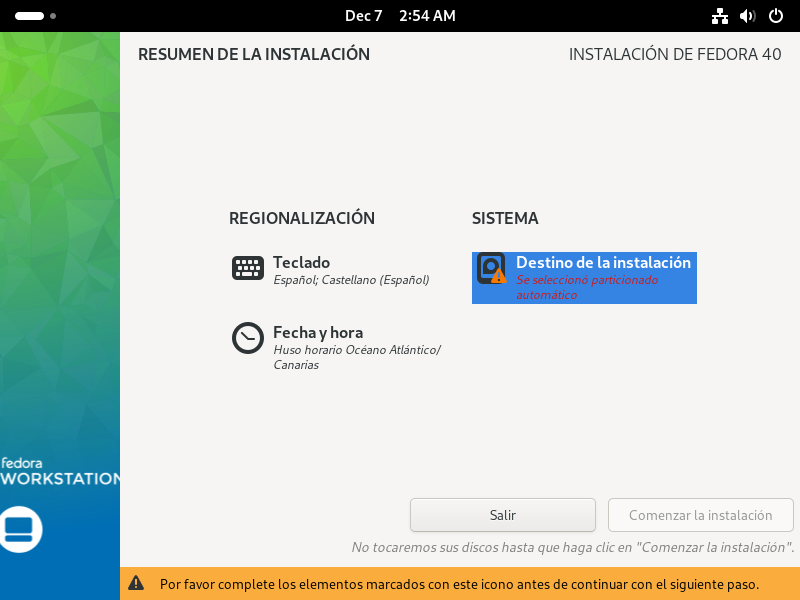 Dec 7 2:54 AM
RESUMEN DE LA INSTALACIÓN
INSTALACIÓN DE FEDORA 40
REGIONALIZACIÓN
Teclado
Español; Castellano (Español)
Fecha y hora
Huso horario Océano Atlántico/
Canarias
SISTEMA
Destino de la instalación
Se seleccionó particionado
automático
fedora
WORKSTATION
Salir
Comenzar la instalación
No tocaremos sus discos hasta que haga clic en "Comenzar la instalación".
Por favor complete los elementos marcados con este icono antes de continuar con el siguiente paso.